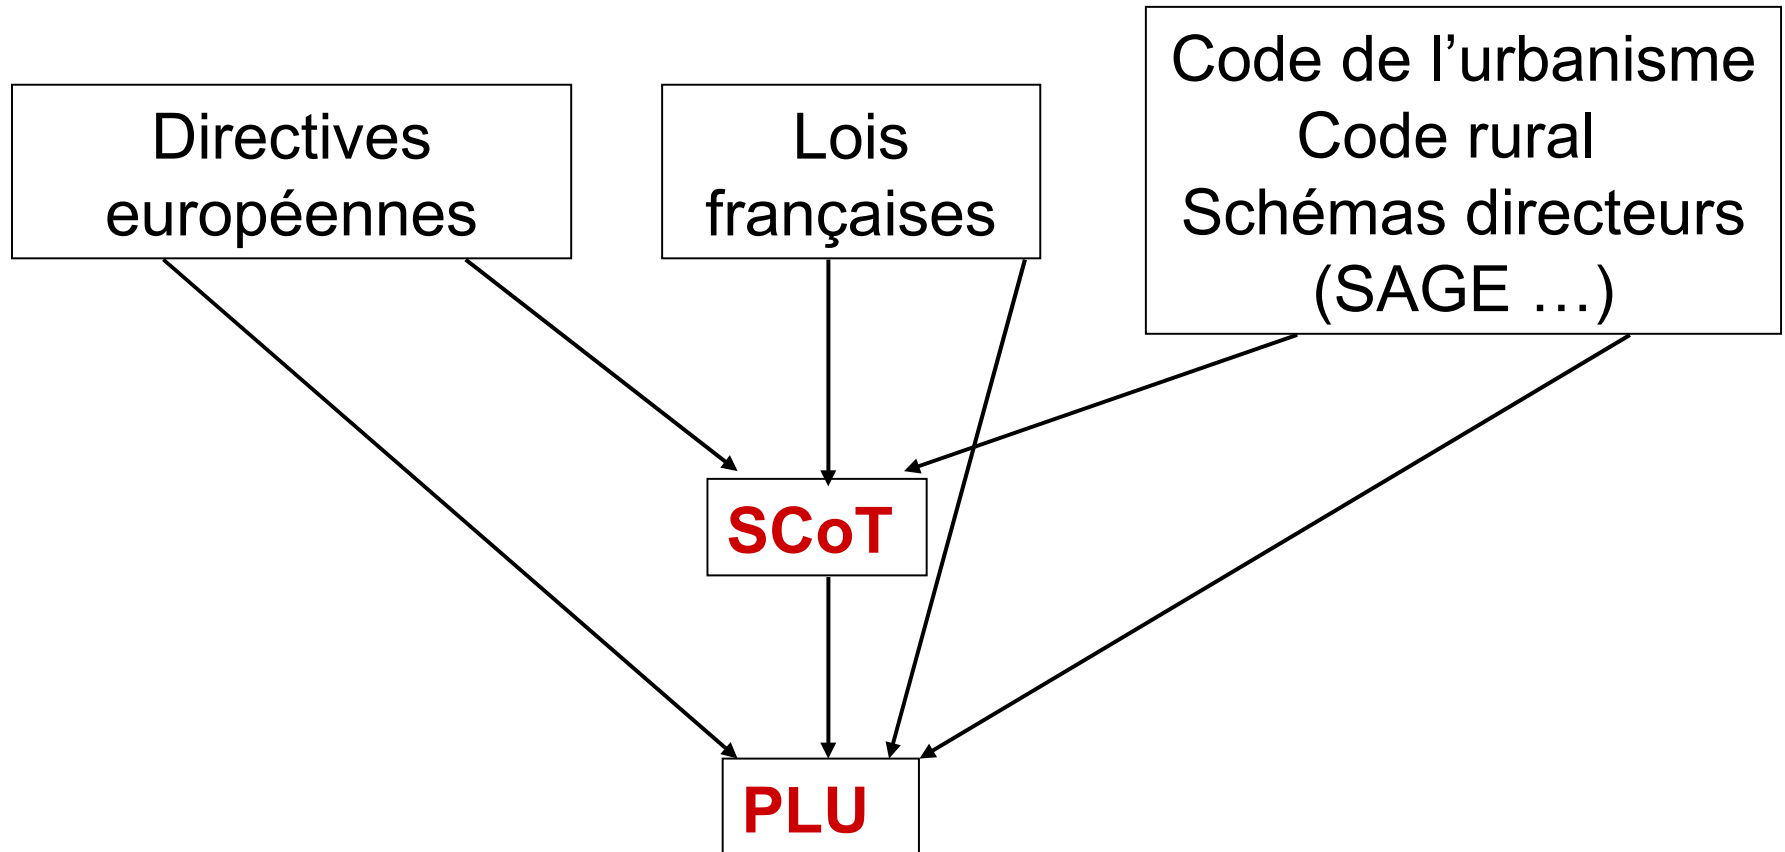 Directives
européennes
Lois
françaises
Code de l’urbanisme
Code rural
Schémas directeurs
(SAGE …)
SCoT
PLU